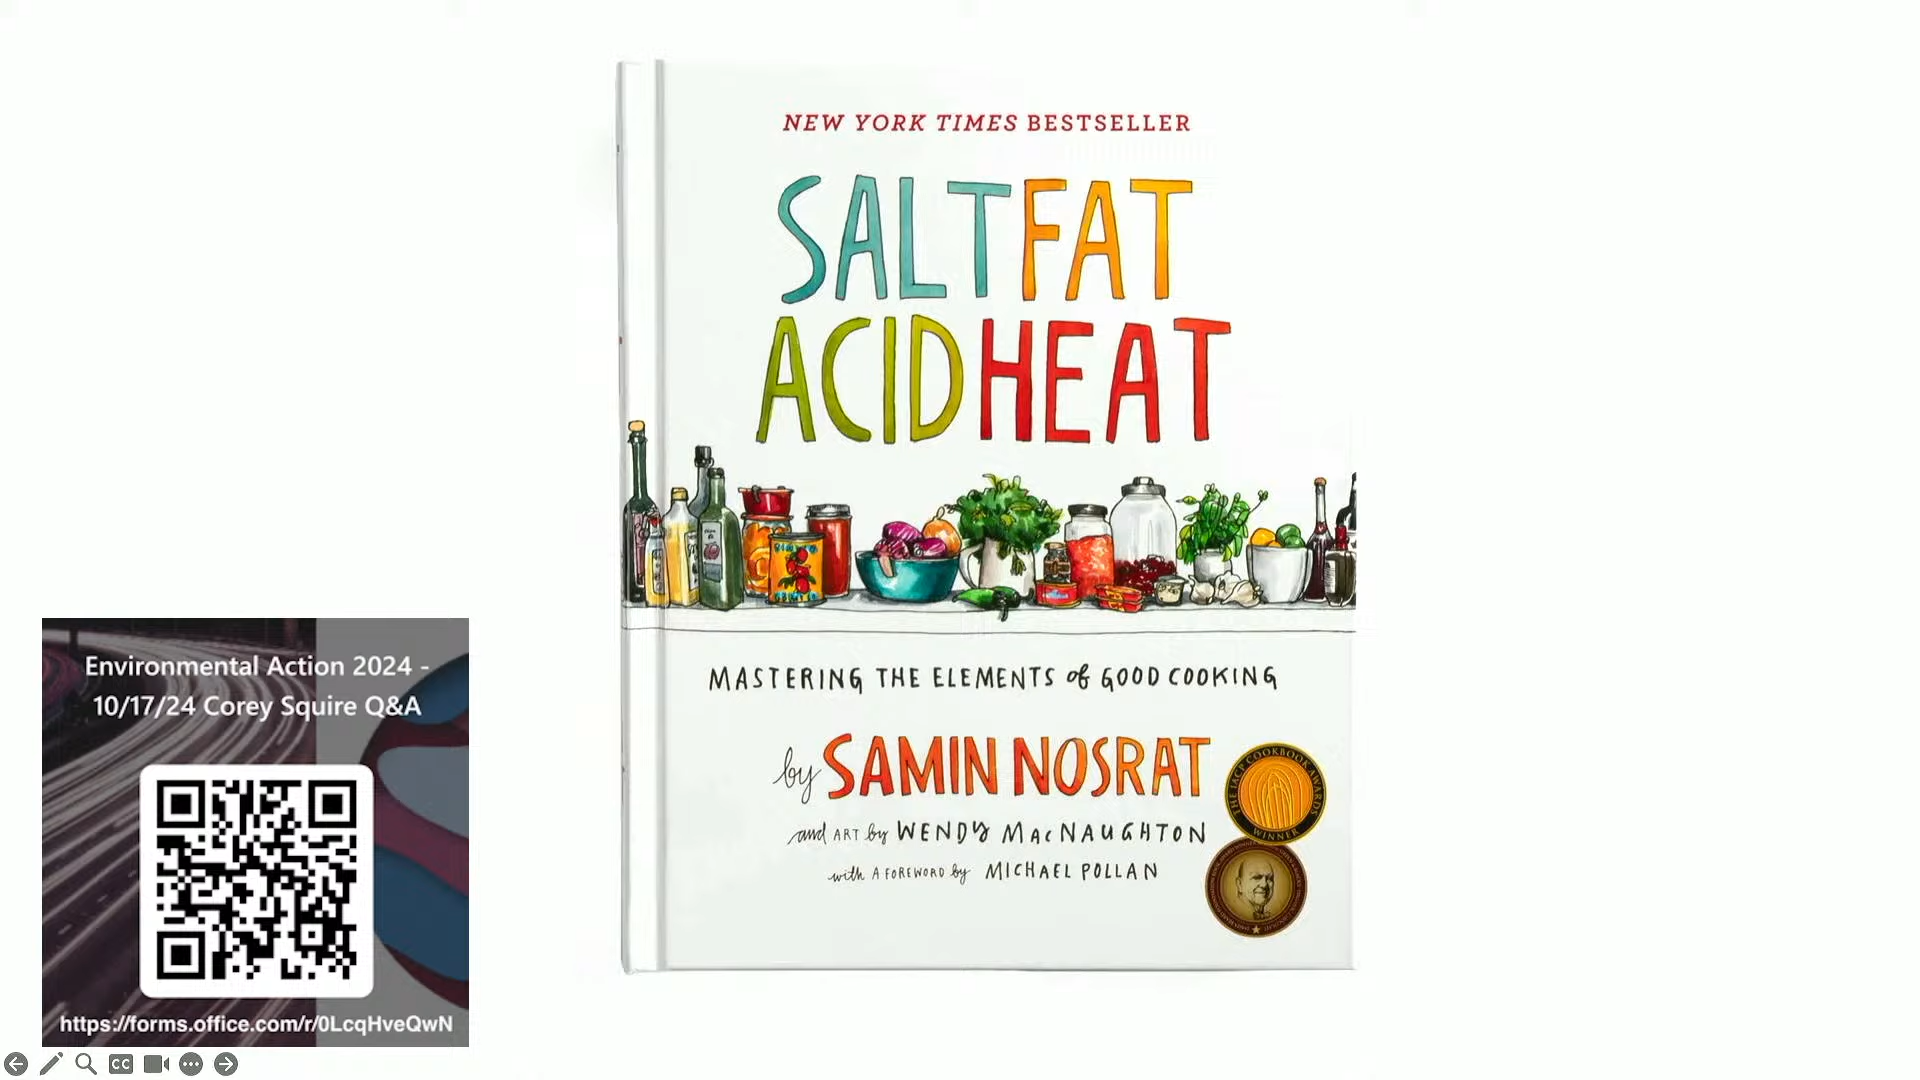 NEW YORK TIMES BESTSELLER
SALT FAT
ACID HEAT
MASTERING THE ELEMENTS of GOOD COOKING
by SAMIN NOSRAT
and ART by WENDY MACNAUGHTON
with A FOREWORD by MICHAEL POLLAN
THE IACP COOKBOOK AWARDS
WINNER
Environmental Action 2024 -
10/17/24 Corey Squire Q&A
https://forms.office.com/r/0LcqHveQwN
CC